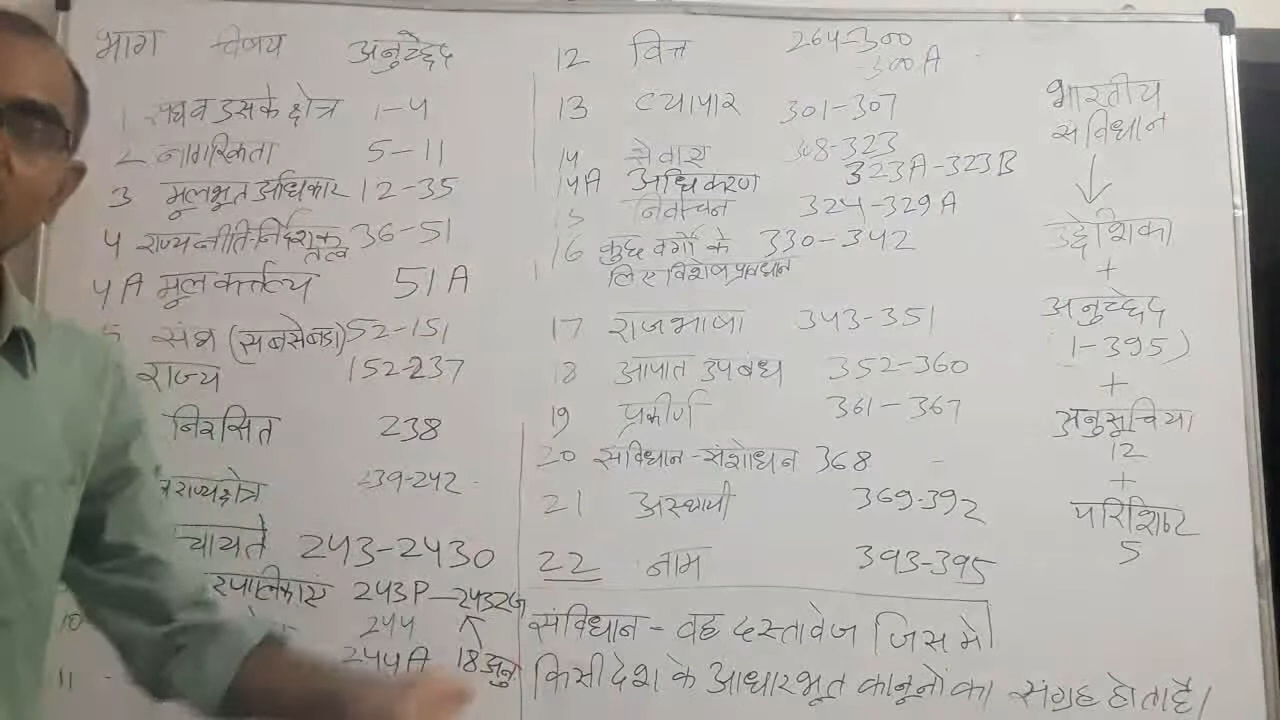 भाग विषय अनुच्छेद
1 संघ व उसके क्षेत्र 1-4
2 नागरिकता 5-11
3 मूलभूत अधिकार 12-35
4 राज्य नीति-निर्देशक तत्व 36-51
4A मूल कर्त्तव्य 51A
5 संघ (सबसे बड़ा) 52-151
राज्य 152-237
निरसित 238
राज्यक्षेत्र 239-242
चायते 243-243O
243P-243ZG
10 244
244A 18 अनु
11
12 वित्त 264-300
300A
13 व्यापार 301-307
14 सेवाएं 308-323
14A अधिकरण 323A-323B
15 निर्वाचन 324-329A
16 कुछ वर्गों के 330-342
लिए विशेष प्रावधान
17 राजभाषा 343-351
18 आपात उपबंध 352-360
19 प्रकीर्ण 361-367
20 संविधान-संशोधन 368
21 अस्थायी 369-392
22 नाम 393-395
संविधान - वह दस्तावेज जिस में
किसी देश के आधारभूत कानूनों का संग्रह होता है।
भारतीय
संविधान
↓
उद्देशिका
+
अनुच्छेद
1-395)
+
अनुसूचिया
12
+
परिशिष्ट
5